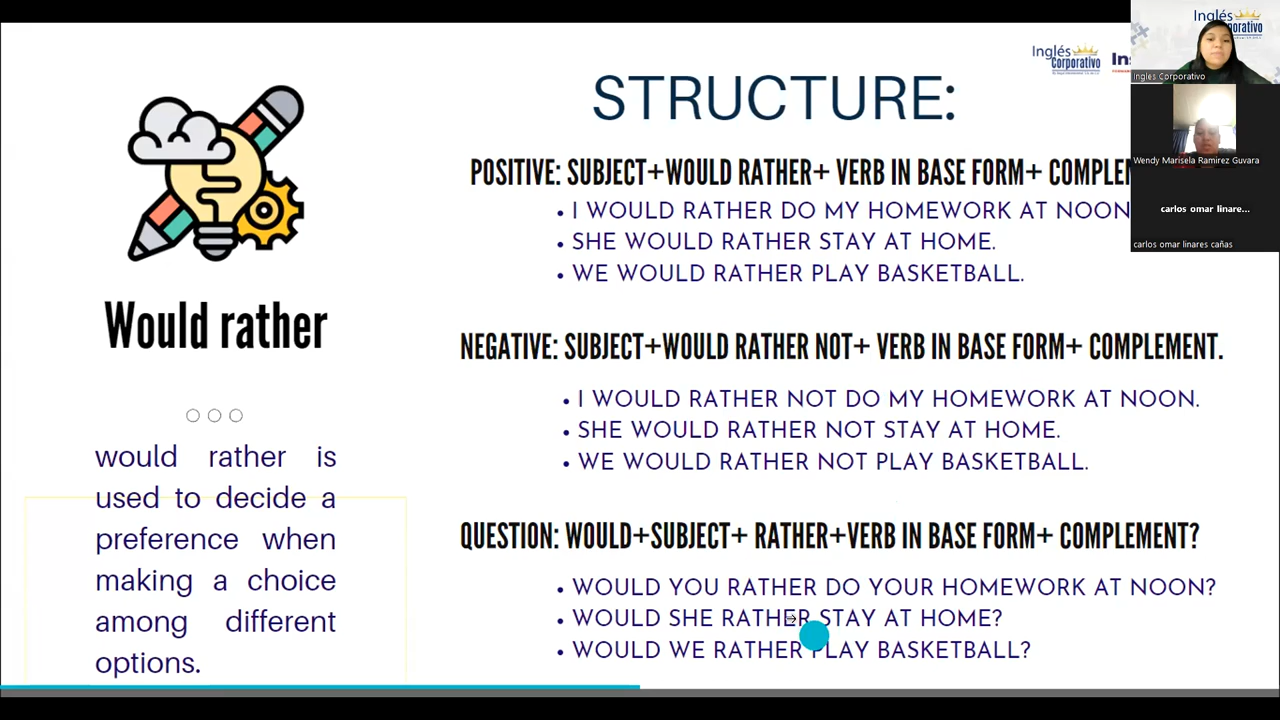 Inglés
Corporativo
Ingles Corporativo
Wendy Marisela Ramirez Guvara
carlos omar linare...
carlos omar linares cañas
Inglés
Corporativo
STRUCTURE:
POSITIVE: SUBJECT+WOULD RATHER+ VERB IN BASE FORM+ COMPLEM
• I WOULD RATHER DO MY HOMEWORK AT NOON
• SHE WOULD RATHER STAY AT HOME.
• WE WOULD RATHER PLAY BASKETBALL.
Would rather
NEGATIVE: SUBJECT+WOULD RATHER NOT+ VERB IN BASE FORM+ COMPLEMENT.
• I WOULD RATHER NOT DO MY HOMEWORK AT NOON.
• SHE WOULD RATHER NOT STAY AT HOME.
• WE WOULD RATHER NOT PLAY BASKETBALL.
would rather is
used to decide a
preference when
making a choice
among different
options.
QUESTION: WOULD+SUBJECT+ RATHER+VERB IN BASE FORM+ COMPLEMENT?
• WOULD YOU RATHER DO YOUR HOMEWORK AT NOON?
• WOULD SHE RATHER STAY AT HOME?
• WOULD WE RATHER PLAY BASKETBALL?